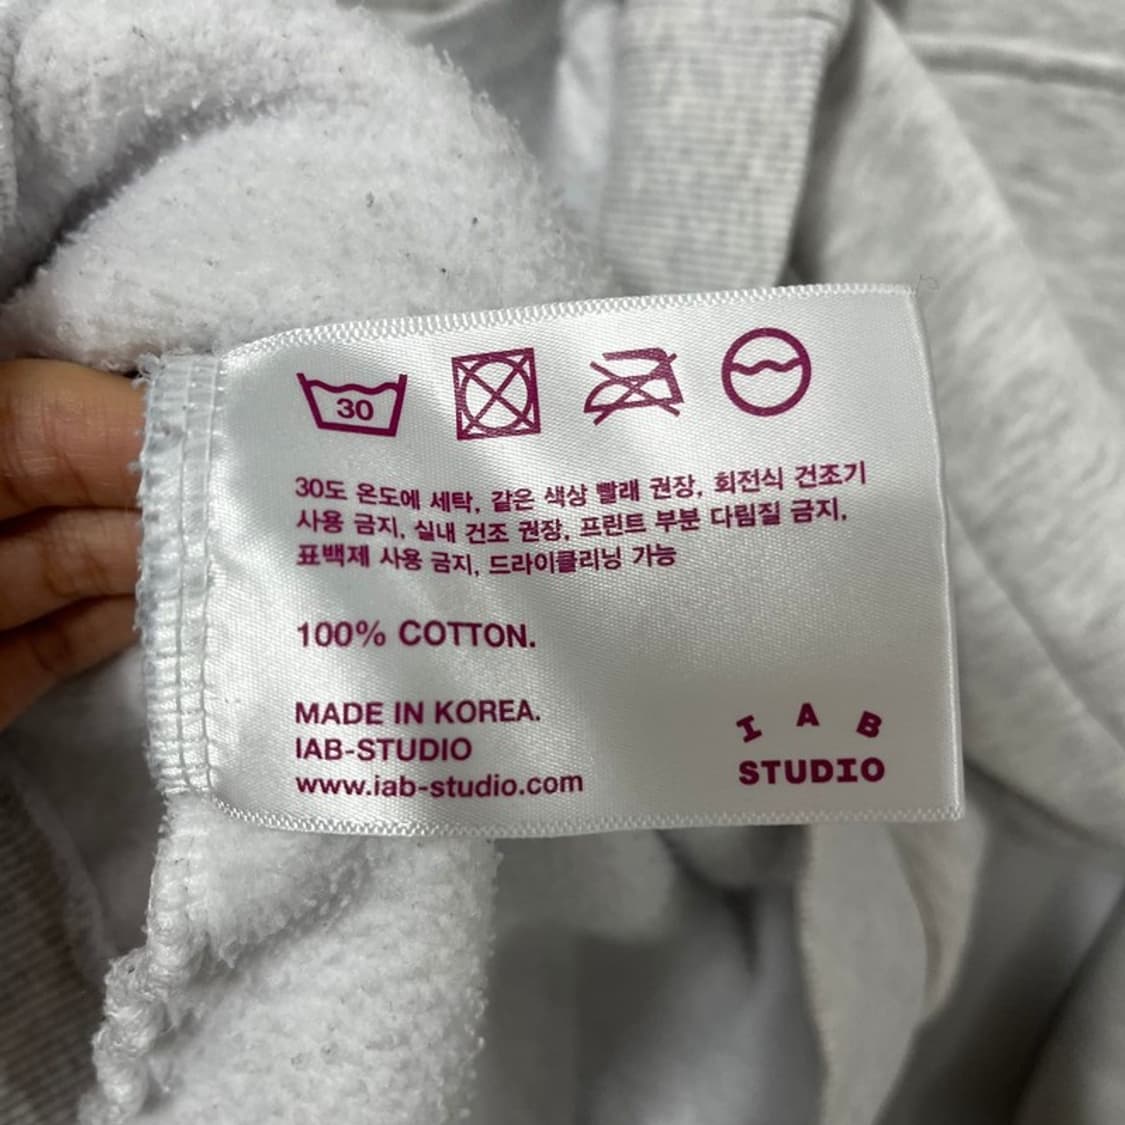 30
30도 온도에 세탁, 같은 색상 빨래 권장, 회전식 건조기
사용 금지, 실내 건조 권장, 프린트 부분 다림질 금지,
표백제 사용 금지, 드라이클리닝 가능
100% COTTON.
MADE IN KOREA.
IAB-STUDIO
www.iab-studio.com
I A B
STUDIO